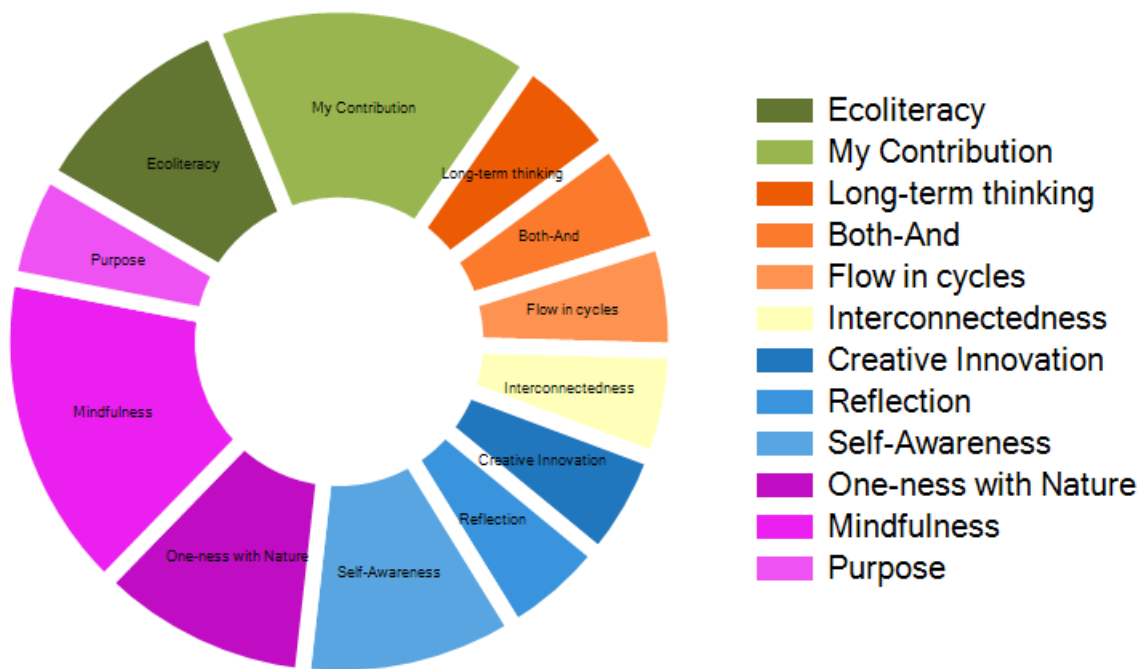 My Contribution
Ecoliteracy
Long-term thinking
Both-And
Purpose
Flow in cycles
Interconnectedness
Mindfulness
Creative Innovation
Reflection
One-ness with Nature
Self-Awareness
Ecoliteracy
My Contribution
Long-term thinking
Both-And
Flow in cycles
Interconnectedness
Creative Innovation
Reflection
Self-Awareness
One-ness with Nature
Mindfulness
Purpose